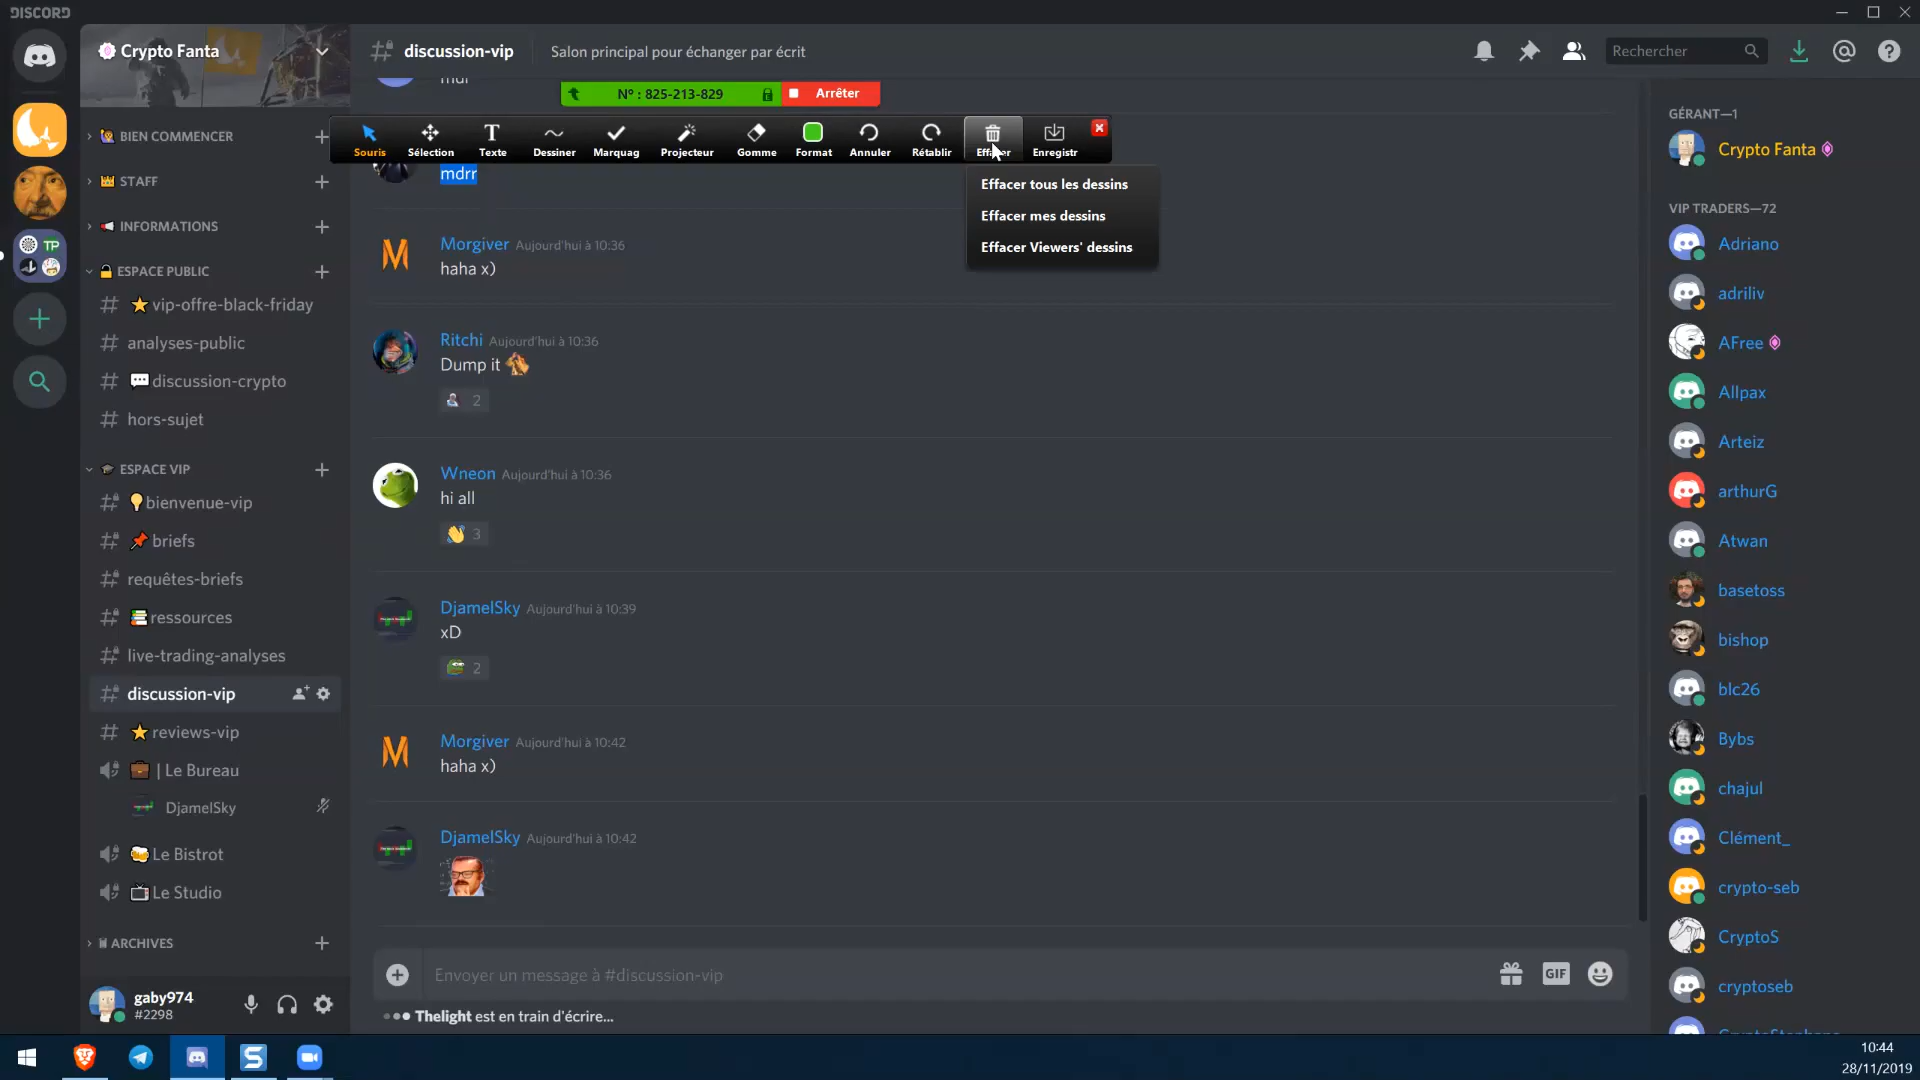 DISCORD
Crypto Fanta
discussion-vip
Salon principal pour échanger par écrit
Rechercher
N° : 825-213-829
Arrêter
Souris
Sélection
Texte
Dessiner
Marquag
Projecteur
Gomme
Format
Annuler
Rétablir
Enregistr
Effacer tous les dessins
Effacer mes dessins
Effacer Viewers' dessins
BIEN COMMENCER
STAFF
INFORMATIONS
ESPACE PUBLIC
vip-offre-black-friday
analyses-public
discussion-crypto
hors-sujet
ESPACE VIP
bienvenue-vip
briefs
requêtes-briefs
ressources
live-trading-analyses
discussion-vip
reviews-vip
| Le Bureau
DjamelSky
Le Bistrot
Le Studio
ARCHIVES
gaby974
#2298
mdrr
Morgiver Aujourd'hui à 10:36
haha x)
Ritchi Aujourd'hui à 10:36
Dump it
2
Wneon Aujourd'hui à 10:36
hi all
3
DjamelSky Aujourd'hui à 10:39
xD
2
Morgiver Aujourd'hui à 10:42
haha x)
DjamelSky Aujourd'hui à 10:42
Envoyer un message à #discussion-vip
GIF
Thelight est en train d'écrire...
GÉRANT—1
Crypto Fanta
VIP TRADERS—72
Adriano
adriliv
AFree
Allpax
Arteiz
arthurG
Atwan
basetoss
bishop
blc26
Bybs
chajul
Clément_
crypto-seb
CryptoS
cryptoseb
10:44
28/11/2019